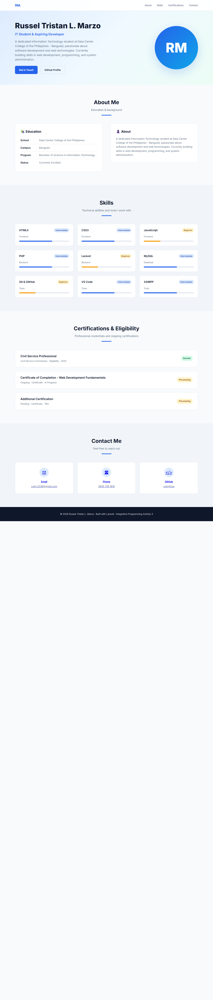 RM.
About Skills Certifications Contact
Russel Tristan L. Marzo
IT Student & Aspiring Developer
A dedicated Information Technology student at Data Center
College of the Philippines - Bangued, passionate about
software development and web technologies. Currently
building skills in web development, programming, and system
administration.
Get In Touch
GitHub Profile
RM
About Me
Education & background
Education
School Data Center College of the Philippines
Campus Bangued
Program Bachelor of Science in Information Technology
Status Currently Enrolled
About
A dedicated Information Technology student at Data Center
College of the Philippines - Bangued, passionate about
software development and web technologies. Currently building
skills in web development, programming, and system
administration.
Skills
Technical abilities and tools I work with
HTML5 Intermediate
Frontend
CSS3 Intermediate
Frontend
JavaScript Beginner
Frontend
PHP Intermediate
Backend
Laravel Beginner
Backend
MySQL Intermediate
Database
Git & GitHub Beginner
Tools
VS Code Intermediate
Tools
XAMPP Intermediate
Tools
Certifications & Eligibility
Professional credentials and ongoing certifications
Civil Service Professional
Civil Service Commission · Eligibility · 2025
Earned
Certificate of Completion - Web Development Fundamentals
Ongoing · Certificate · In Progress
Processing
Additional Certification
Pending · Certificate · TBA
Processing
Contact Me
Feel free to reach out
Email
coby.2339@gmail.com
Phone
0935 759 1816
</>
GitHub
cobyRuss
© 2026 Russel Tristan L. Marzo · Built with Laravel · Integrative Programming Activity 3